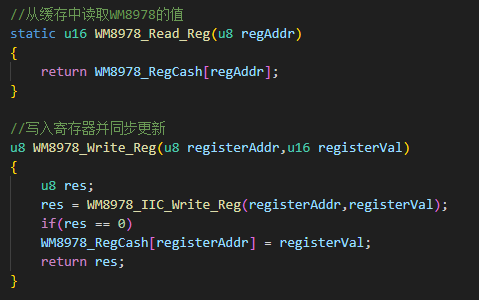 //从缓存中读取WM8978的值
static u16 WM8978_Read_Reg(u8 regAddr)
{
    return WM8978_RegCash[regAddr];
}

//写入寄存器并同步更新
u8 WM8978_Write_Reg(u8 registerAddr,u16 registerVal)
{
    u8 res;
    res = WM8978_IIC_Write_Reg(registerAddr,registerVal);
    if(res == 0)
    WM8978_RegCash[registerAddr] = registerVal;
    return res;
}